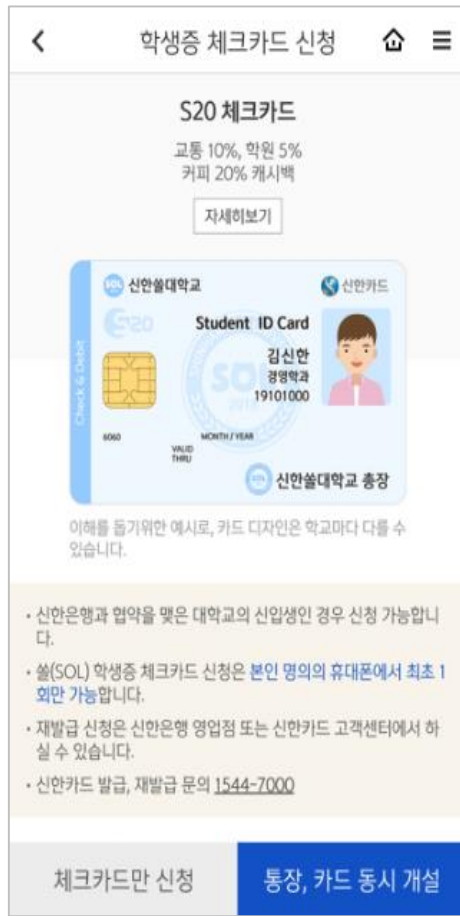 학생증 체크카드 신청
S20 체크카드
교통 10%, 학원 5%
커피 20% 캐시백
자세히보기
SOL 신한쏠대학교
신한카드
S20
Student ID Card
김신한
경영학과
19101000
Check & Debit
SOL
6060
MONTH / YEAR
VALID
THRU
신한쏠대학교 총장
이해를 돕기위한 예시로, 카드 디자인은 학교마다 다를 수
있습니다.
• 신한은행과 협약을 맺은 대학교의 신입생인 경우 신청 가능합니
다.
• 쏠(SOL) 학생증 체크카드 신청은 본인 명의의 휴대폰에서 최초 1
회만 가능합니다.
• 재발급 신청은 신한은행 영업점 또는 신한카드 고객센터에서 하
실 수 있습니다.
• 신한카드 발급, 재발급 문의 1544-7000
체크카드만 신청
통장, 카드 동시 개설